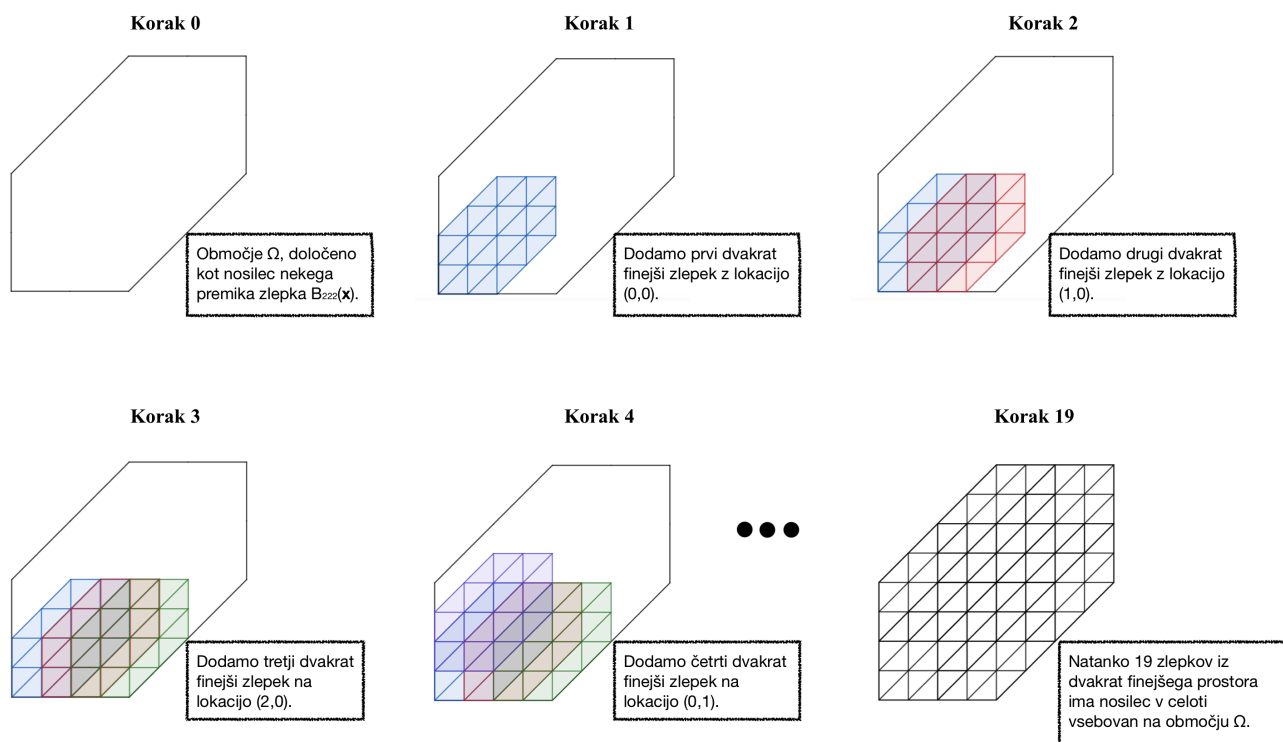 Korak 0
Območje Ω, določeno
kot nosilec nekega
premika zlepka B₂₂₂(x).
Korak 1
Dodamo prvi dvakrat
finejši zlepek z lokacijo
(0,0).
Korak 2
Dodamo drugi dvakrat
finejši zlepek z lokacijo
(1,0).
Korak 3
Dodamo tretji dvakrat
finejši zlepek na
lokacijo (2,0).
Korak 4
Dodamo četrti dvakrat
finejši zlepek na
lokacijo (0,1).
Korak 19
Natanko 19 zlepkov iz
dvakrat finejšega prostora
ima nosilec v celoti
vsebovan na območju Ω.